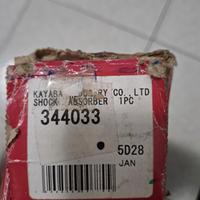 KAYABA CO.,LTD
SHOCK ABSORBER 1PC
344033
5D28
JAN